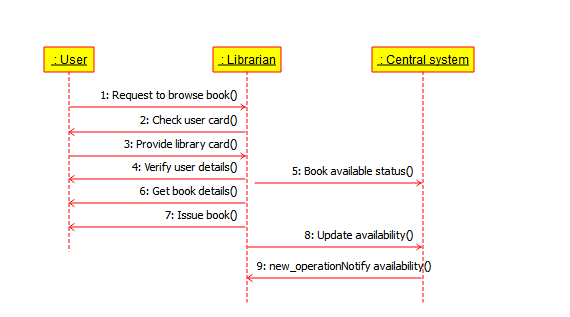 : User
: Librarian
: Central system
1: Request to browse book()
2: Check user card()
3: Provide library card()
4: Verify user details()
5: Book available status()
6: Get book details()
7: Issue book()
8: Update availability()
9: new_operationNotify availability()